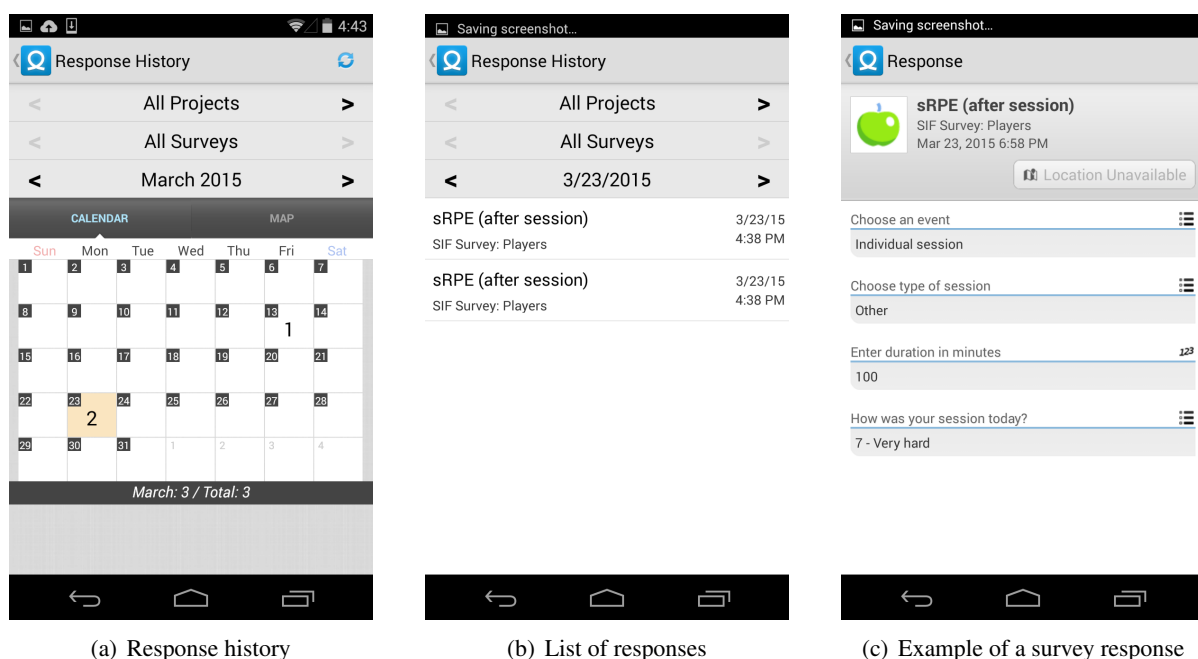 4:43
Response History
< All Projects >
< All Surveys >
< March 2015 >
CALENDAR MAP
Sun Mon Tue Wed Thu Fri Sat
1 2 3 4 5 6 7
8 9 10 11 12 13 14
1
15 16 17 18 19 20 21
22 23 24 25 26 27 28
2
29 30 31 1 2 3 4
March: 3 / Total: 3
(a) Response history
Saving screenshot...
Response History
< All Projects >
< All Surveys >
< 3/23/2015 >
sRPE (after session) 3/23/15
SIF Survey: Players 4:38 PM
sRPE (after session) 3/23/15
SIF Survey: Players 4:38 PM
(b) List of responses
Saving screenshot...
Response
sRPE (after session)
SIF Survey: Players
Mar 23, 2015 6:58 PM
Location Unavailable
Choose an event
Individual session
Choose type of session
Other
Enter duration in minutes 123
100
How was your session today?
7 - Very hard
(c) Example of a survey response